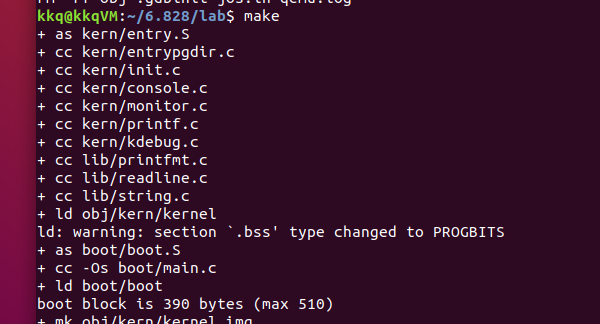 kkq@kkqVM:~/6.828/lab$ make
+ as kern/entry.S
+ cc kern/entrypgdir.c
+ cc kern/init.c
+ cc kern/console.c
+ cc kern/monitor.c
+ cc kern/printf.c
+ cc kern/kdebug.c
+ cc lib/printfmt.c
+ cc lib/readline.c
+ cc lib/string.c
+ ld obj/kern/kernel
ld: warning: section `.bss' type changed to PROGBITS
+ as boot/boot.S
+ cc -Os boot/main.c
+ ld boot/boot
boot block is 390 bytes (max 510)
+ mk obj/kern/kernel.img